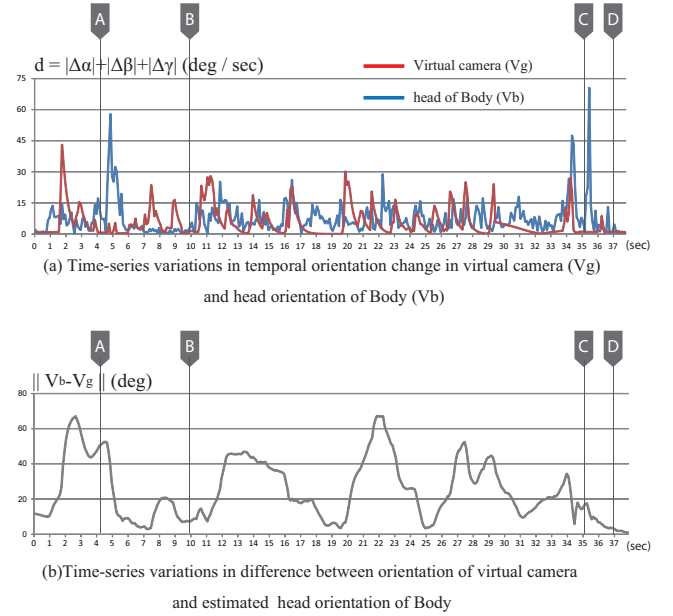 A B C D
d = |Δα|+|Δβ|+|Δγ| (deg / sec)
Virtual camera (Vg)
head of Body (Vb)
75
60
45
30
15
0
0 1 2 3 4 5 6 7 8 9 10 11 12 13 14 15 16 17 18 19 20 21 22 23 24 25 26 27 28 29 30 31 32 33 34 35 36 37 (sec)
(a) Time-series variions in temporal orientation change in virtual camera (Vg)
and head orientation of Body (Vb)
A B C D
|| Vb-Vg || (deg)
80
60
40
20
0
0 1 2 3 4 5 6 7 8 9 10 11 12 13 14 15 16 17 18 19 20 21 22 23 24 25 26 27 28 29 30 31 32 33 34 35 36 37 (sec)
(b)Time-series variations in difference between orientation of virtual camera
and estimated head orientation of Body